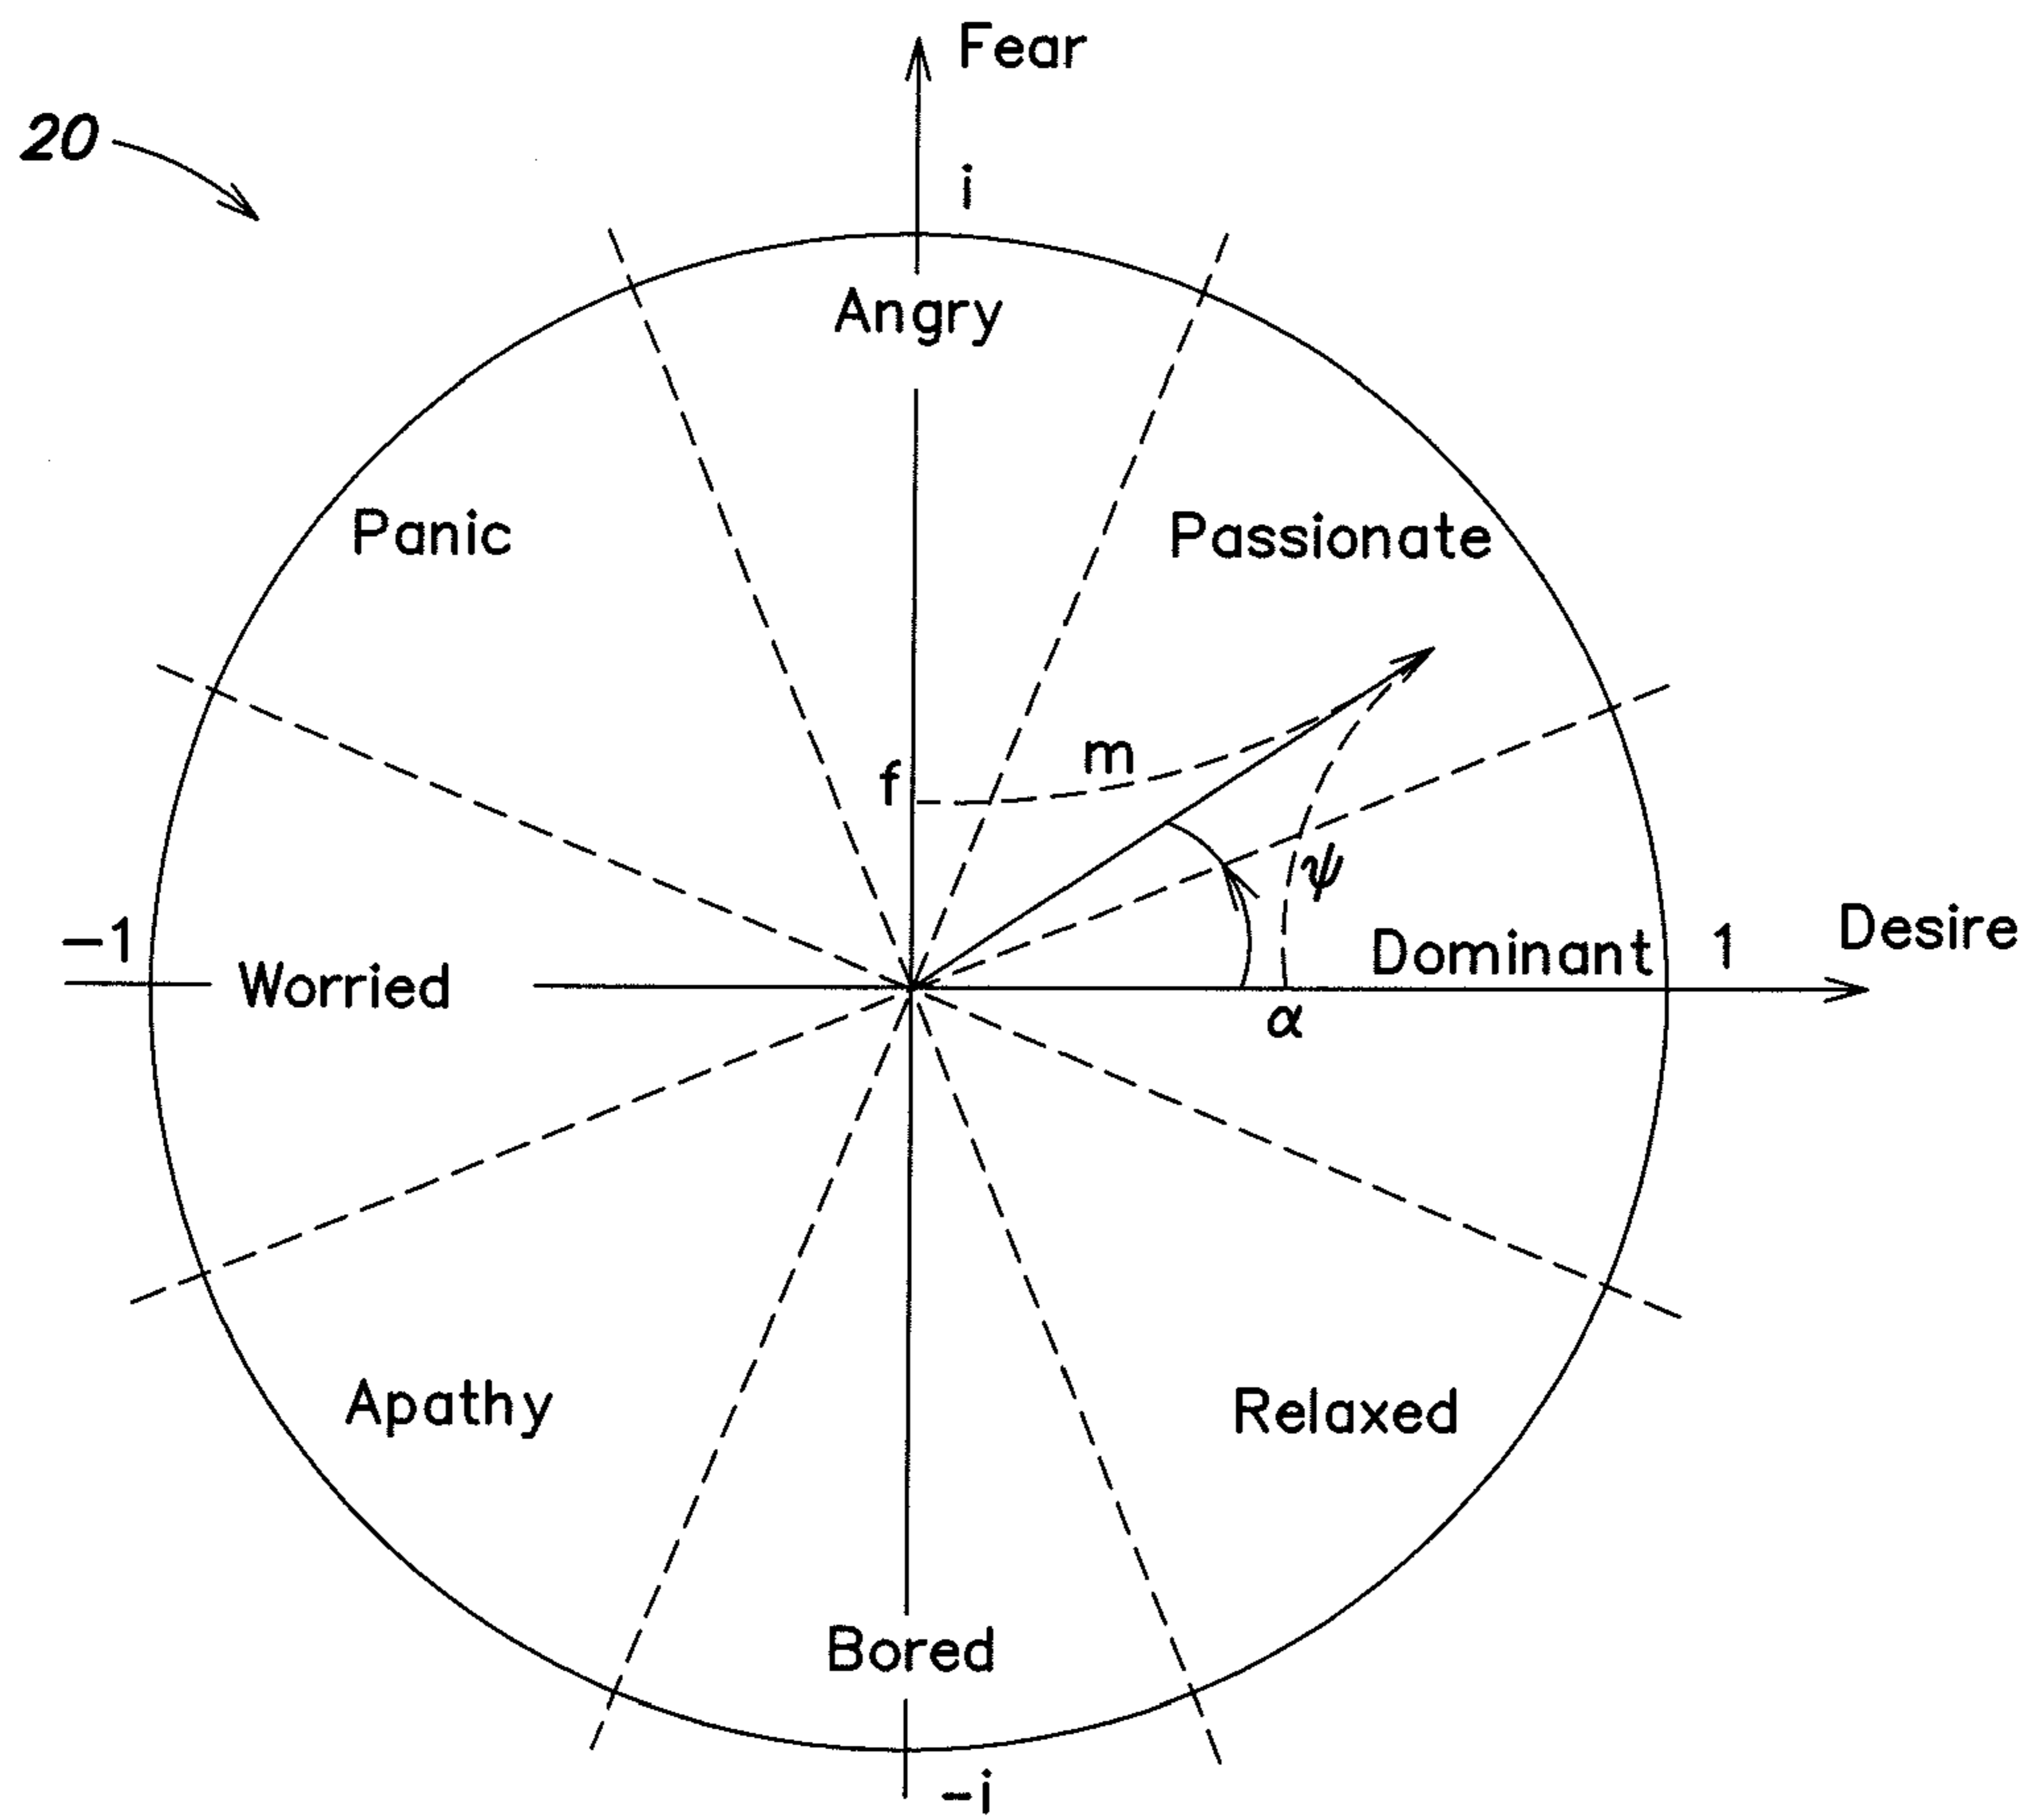 Fear
20
i
Angry
Panic
Passionate
m
f
ψ
-1
Desire
1
Dominant
Worried
α
Apathy
Relaxed
Bored
-i